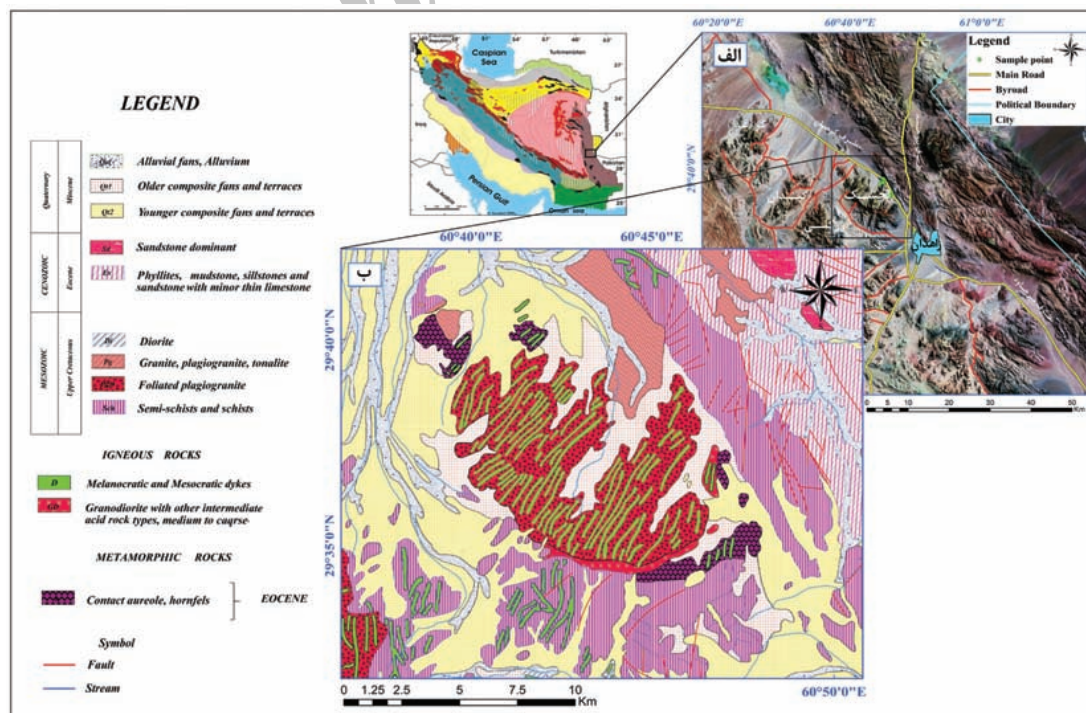 LEGEND
Quaternary
Miocene
Alluvial fans, Alluvium
Qt1
Older composite fans and terraces
Qt2
Younger composite fans and terraces
CENOZOIC
Eocene
Sandstone dominant
Phyllites, mudstone, sillstones and
sandstone with minor thin limestone
MESOZOIC
Upper Cretaceous
Diorite
Granite, plagiogranite, tonalite
Foliated plagiogranite
Sch
Semi-schists and schists
IGNEOUS ROCKS
D
Melanocratic and Mesocratic dykes
GD
Granodiorite with other intermediate
acid rock types, medium to caqrse-
METAMORPHIC ROCKS
Contact aureole, hornfels
EOCENE
Symbol
Fault
Stream
Caspian
Sea
Turkmenistan
Iraq
Persian Gulf
Oman sea
Pakistan
60°20'0"E
60°40'0"E
61°0'0"E
29°40'0"N
الف
Legend
Sample point
Main Road
Byroad
Political Boundary
City
زاهدان
0 5 10 20 30 40 50
Km
60°40'0"E
60°45'0"E
ب
29°40'0"N
29°35'0"N
60°50'0"E
0 1.25 2.5 5 7.5 10
Km